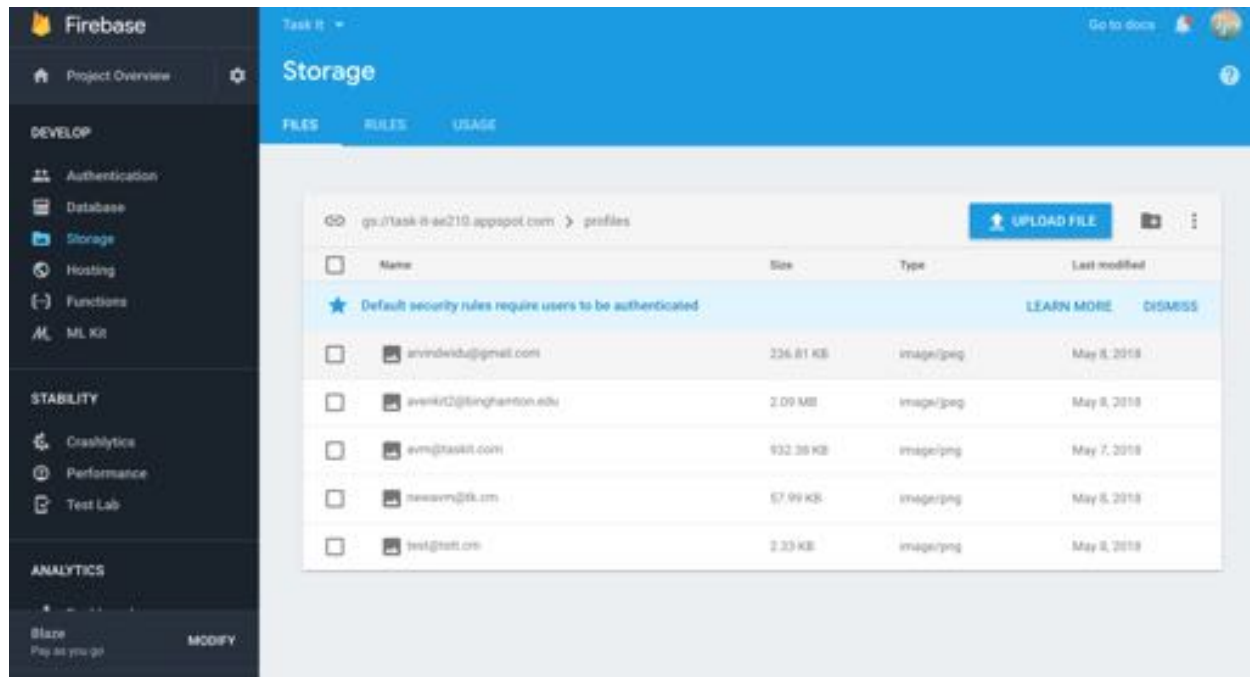 Firebase
Task It
Go to docs
Project Overview
Storage
FILES RULES USAGE
DEVELOP
Authentication
Database
Storage
Hosting
Functions
ML Kit
STABILITY
Crashlytics
Performance
Test Lab
ANALYTICS
Blaze
Pay as you go
MODIFY
gs://task-it-ae210.appspot.com > profiles
UPLOAD FILE
Name Size Type Last modified
Default security rules require users to be authenticated LEARN MORE DISMISS
236.81 KB image/jpeg May 8, 2018
2.09 MB image/jpeg May 8, 2018
avm@taskit.com 932.36 KB image/png May 7, 2018
newavm@tk.cm 57.99 KB image/png May 8, 2018
2.33 KB image/png May 8, 2018